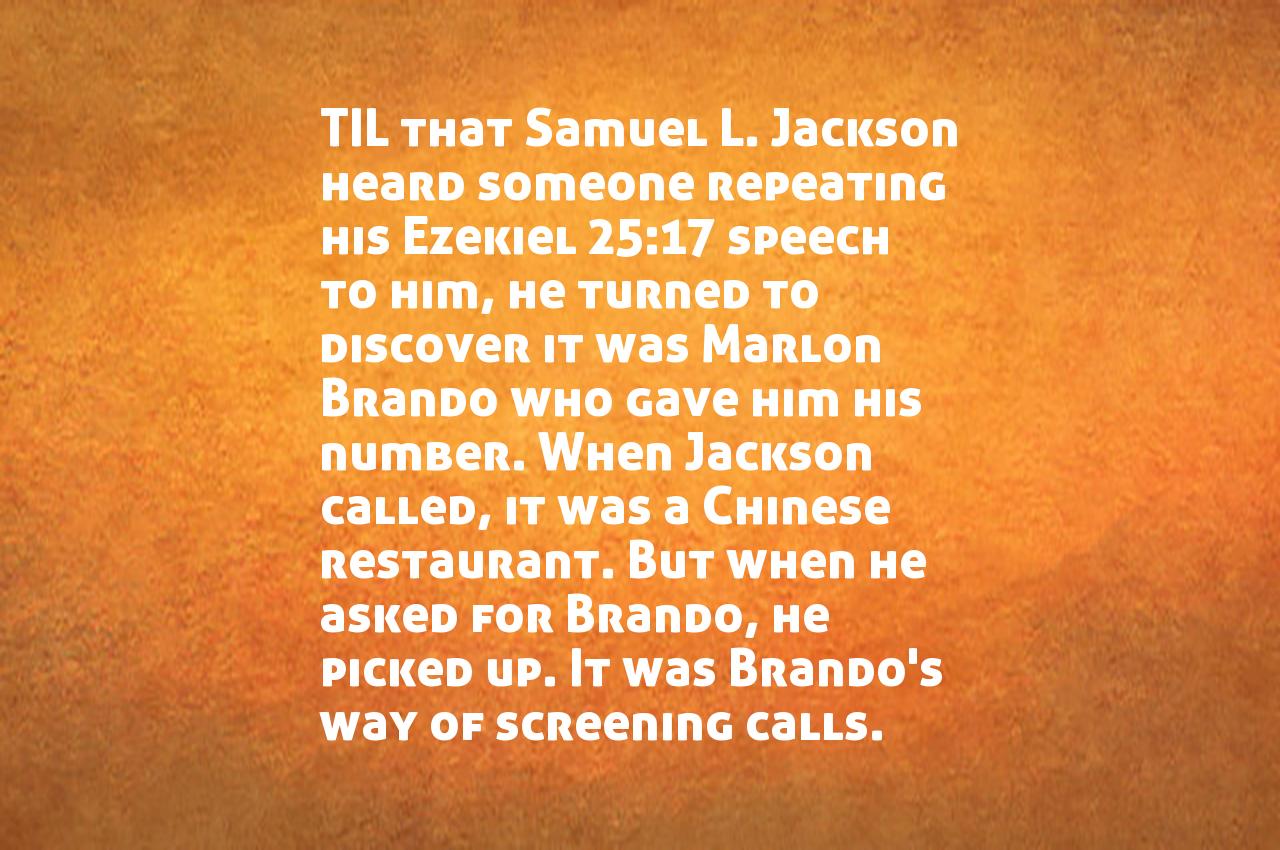 TIL that Samuel L. Jackson
heard someone repeating
his Ezekiel 25:17 speech
to him, he turned to
discover it was Marlon
Brando who gave him his
number. When Jackson
called, it was a Chinese
restaurant. But when he
asked for Brando, he
picked up. It was Brando's
way of screening calls.